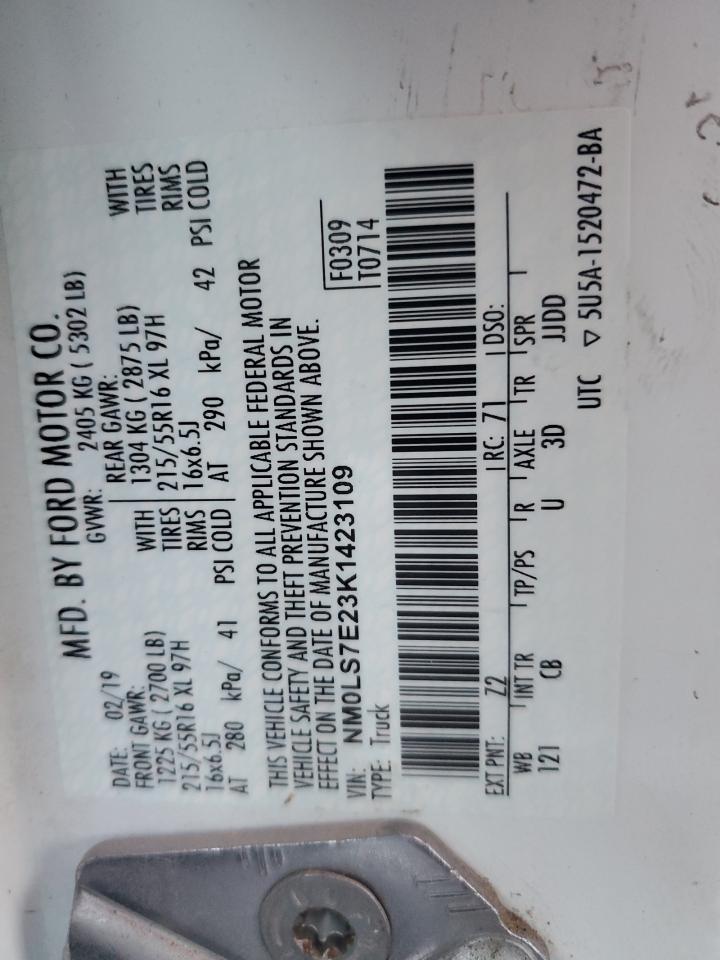 MFD. BY FORD MOTOR CO.
DATE: 02/19 GVWR: 2405 KG ( 5302 LB)
FRONT GAWR: REAR GAWR:
1225 KG ( 2700 LB) WITH 1304 KG ( 2875 LB) WITH
215/55R16 XL 97H TIRES 215/55R16 XL 97H TIRES
16x6.5J RIMS 16x6.5J RIMS
AT 280 kPa/ 41 PSI COLD AT 290 kPa/ 42 PSI COLD
THIS VEHICLE CONFORMS TO ALL APPLICABLE FEDERAL MOTOR
VEHICLE SAFETY AND THEFT PREVENTION STANDARDS IN
EFFECT ON THE DATE OF MANUFACTURE SHOWN ABOVE.
VIN: NM0LS7E23K1423109 F0309
TYPE: Truck T0714
EXT PNT: Z2 RC: 71 DSO:
WB INT TR TP/PS R AXLE TR SPR
121 CB U 3D JJDD
UTC ▽ 5U5A-1520472-BA